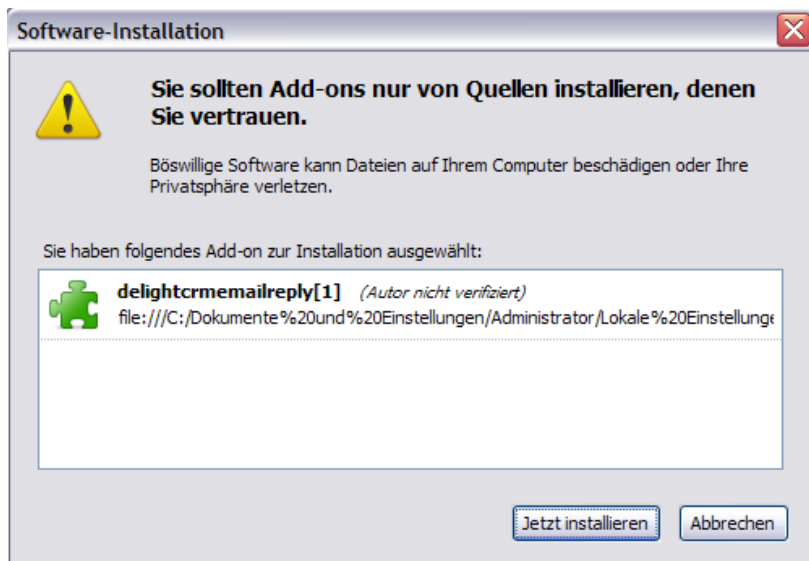 Software-Installation
Sie sollten Add-ons nur von Quellen installieren, denen
Sie vertrauen.
Böswillige Software kann Dateien auf Ihrem Computer beschädigen oder Ihre
Privatsphäre verletzen.
Sie haben folgendes Add-on zur Installation ausgewählt:
delightcrmemailreply[1] (Autor nicht verifiziert)
file:///C:/Dokumente%20und%20Einstellungen/Administrator/Lokale%20Einstellunge
Jetzt installieren Abbrechen